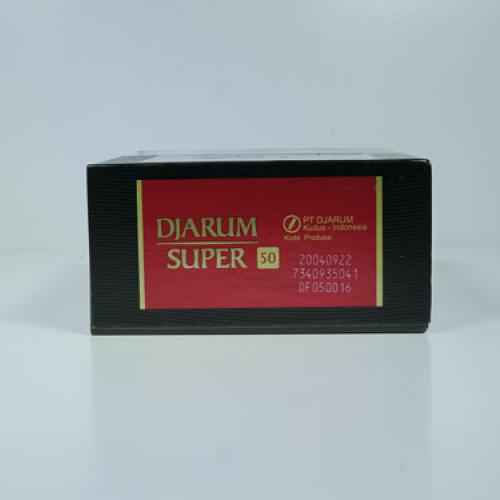 DJARUM
SUPER 50
PT DJARUM
Kudus - Indonesia
Kode Produksi
20040922
7340935041
DF050016